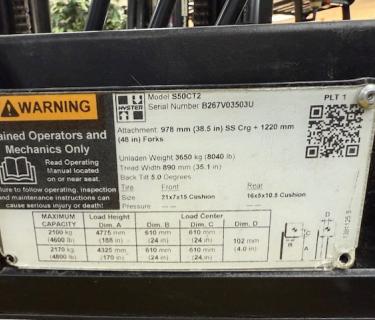 WARNING
ained Operators and
Mechanics Only
Read Operating
Manual located
on or near seat.
ilure to follow operating, inspection
and maintenance instructions can
cause serious injury or death!
HYSTER
Model S50CT2
Serial Number B267V03503U
PLT 1
Attachment: 978 mm (38.5 in) SS Crg + 1220 mm
(48 in) Forks
Unladen Weight 3650 kg (8040 lb)
Tread Width 890 mm (35.1 in)
Back Tilt 5.0 Degrees
Tire Front Rear
Size 21x7x15 Cushion 16x5x10.5 Cushion
Pressure -- -- -- --
MAXIMUM CAPACITY Load Height Dim. A Load Center Dim. B Dim. C Dim. D
2100 kg 4775 mm 610 mm 610 mm
(4600 lb) (188 in) (24 in) (24 in) 102 mm
2170 kg 4325 mm 610 mm 610 mm (4.0 in)
(4800 lb) (170 in) (24 in) (24 in)
D
C
B
A